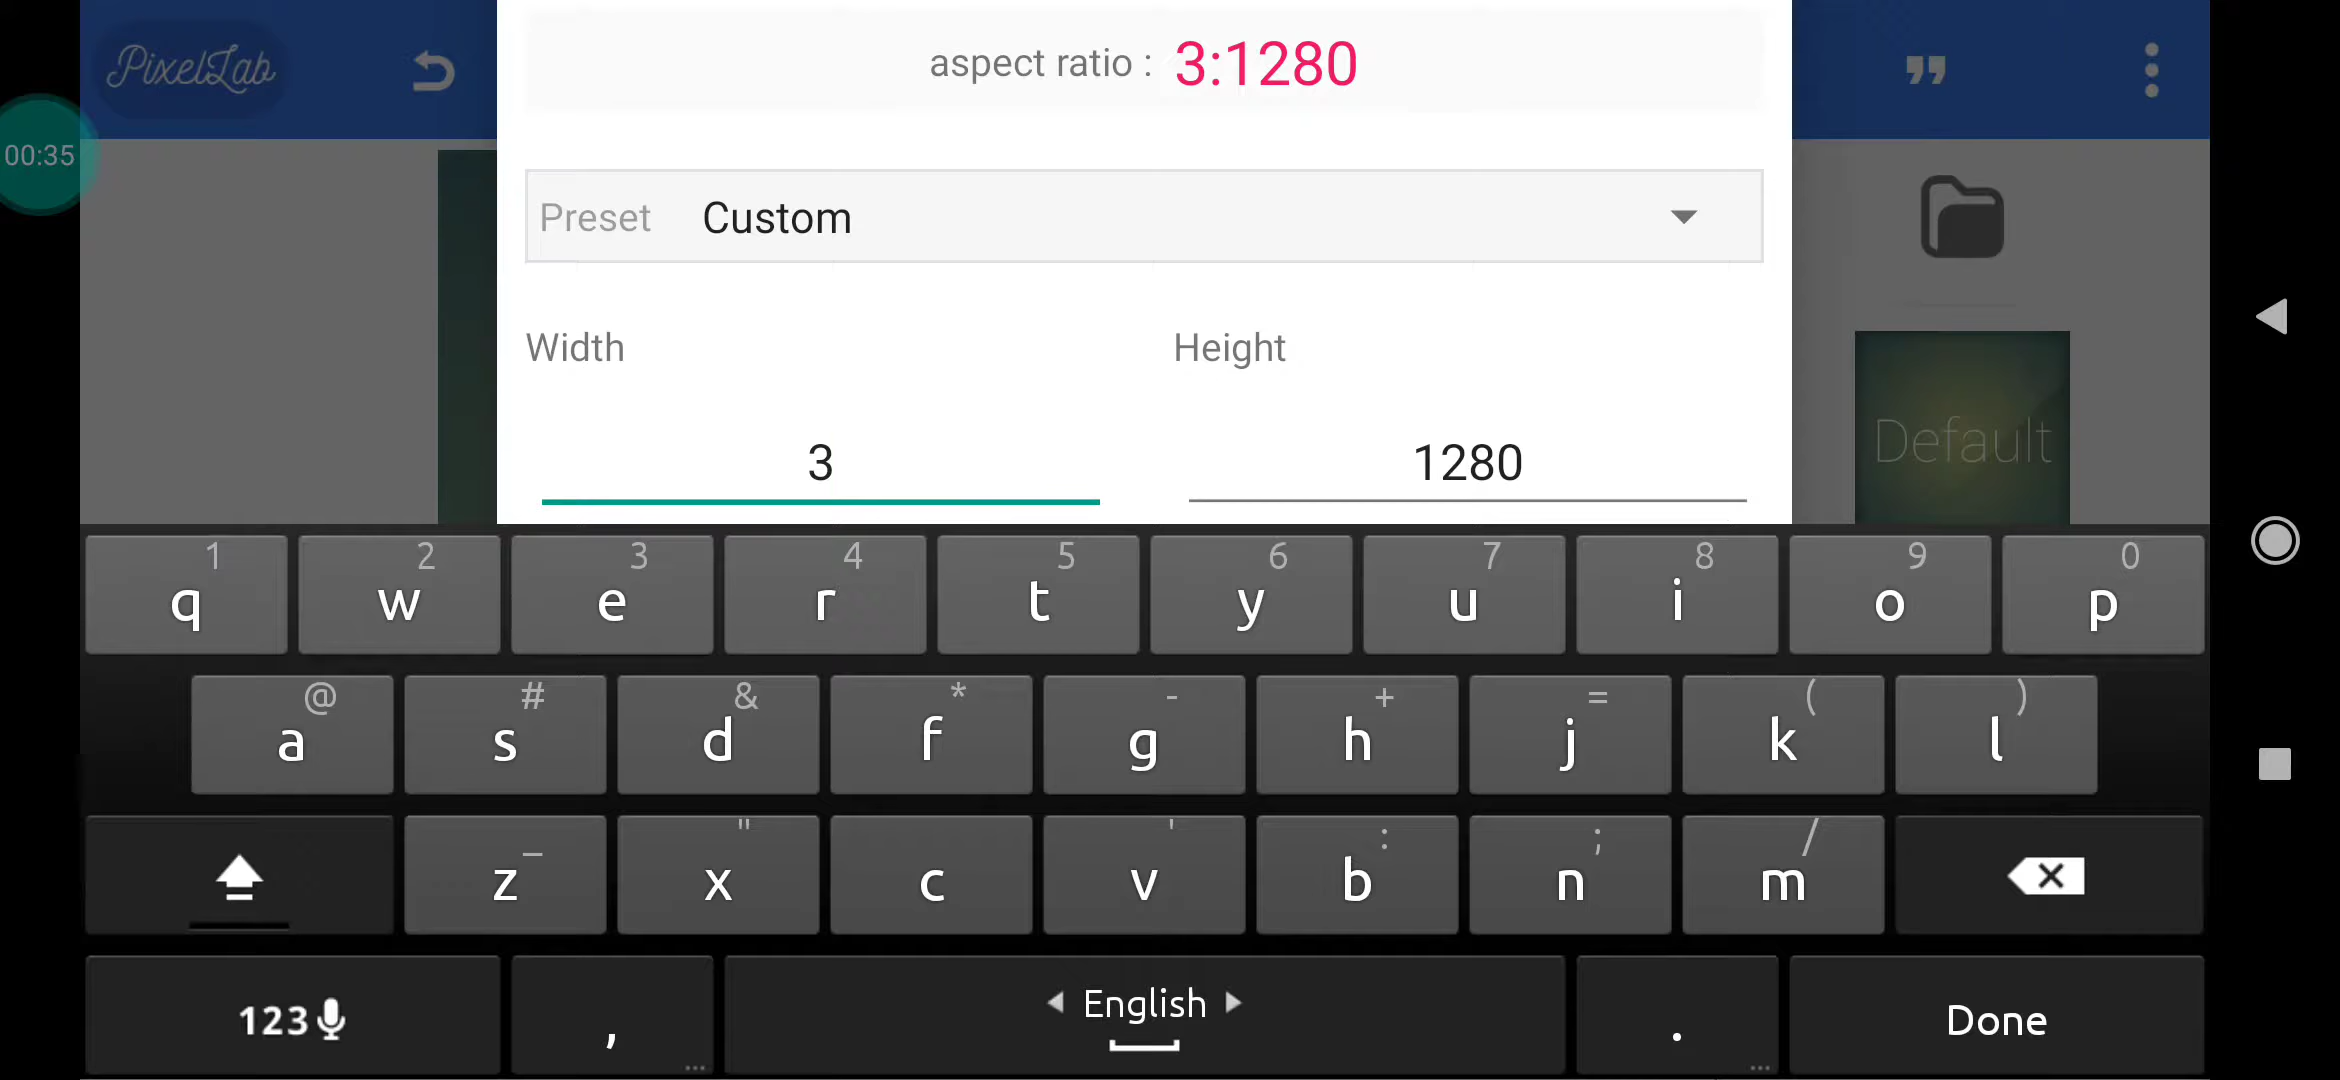 PixelLab
aspect ratio : 3:1280
00:35
Preset Custom
Width Height
3 1280
Default
1 2 3 4 5 6 7 8 9 0
q w e r t y u i o p
@ # & * - + = ( )
a s d f g h j k l
_ " ' : ; /
z x c v b n m
123 , English . Done